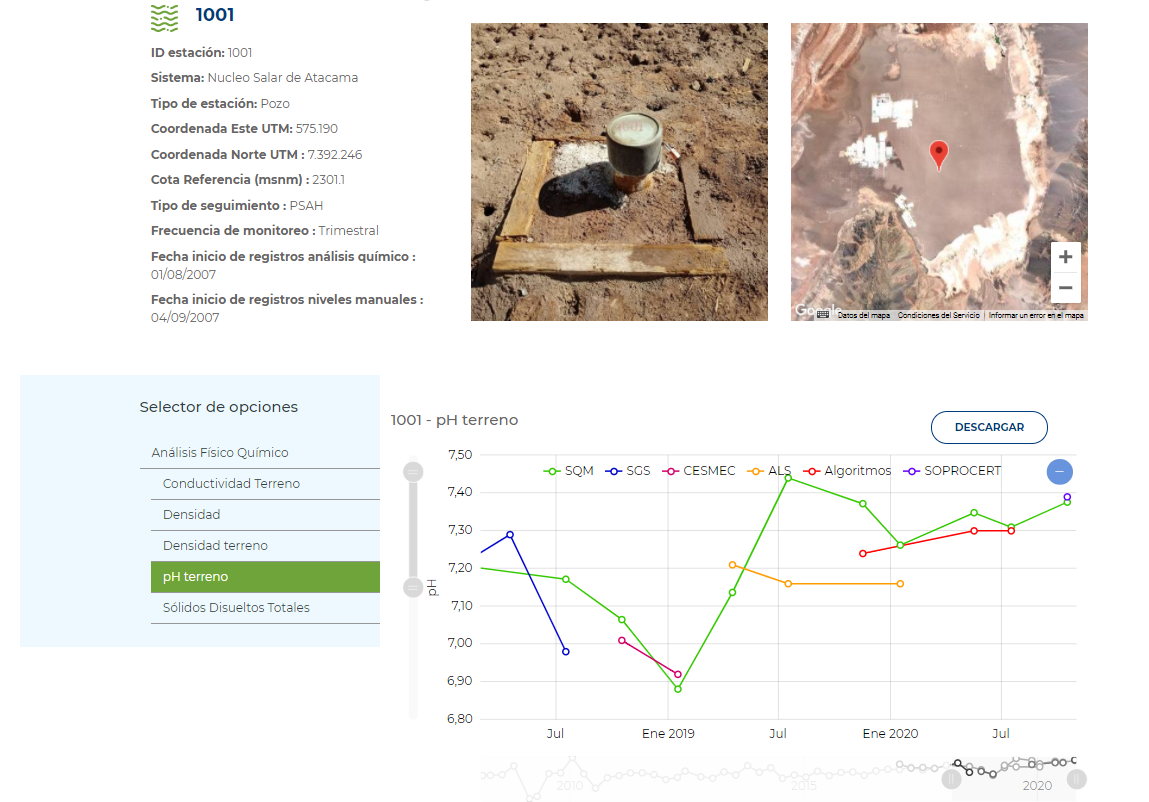 1001
ID estación: 1001
Sistema: Nucleo Salar de Atacama
Tipo de estación: Pozo
Coordenada Este UTM: 575.190
Coordenada Norte UTM : 7.392.246
Cota Referencia (msnm) : 2301.1
Tipo de seguimiento : PSAH
Frecuencia de monitoreo : Trimestral
Fecha inicio de registros análisis químico :
01/08/2007
Fecha inicio de registros niveles manuales :
04/09/2007
1001
+
−
Google
Datos del mapa Condiciones del Servicio Informar un error en el mapa
Selector de opciones
Análisis Físico Químico
Conductividad Terreno
Densidad
Densidad terreno
pH terreno
Sólidos Disueltos Totales
1001 - pH terreno
DESCARGAR
SQM SGS CESMEC ALS Algoritmos SOPROCERT
pH
7,50
7,40
7,30
7,20
7,10
7,00
6,90
6,80
Jul Ene 2019 Jul Ene 2020 Jul
2010 2015 2020